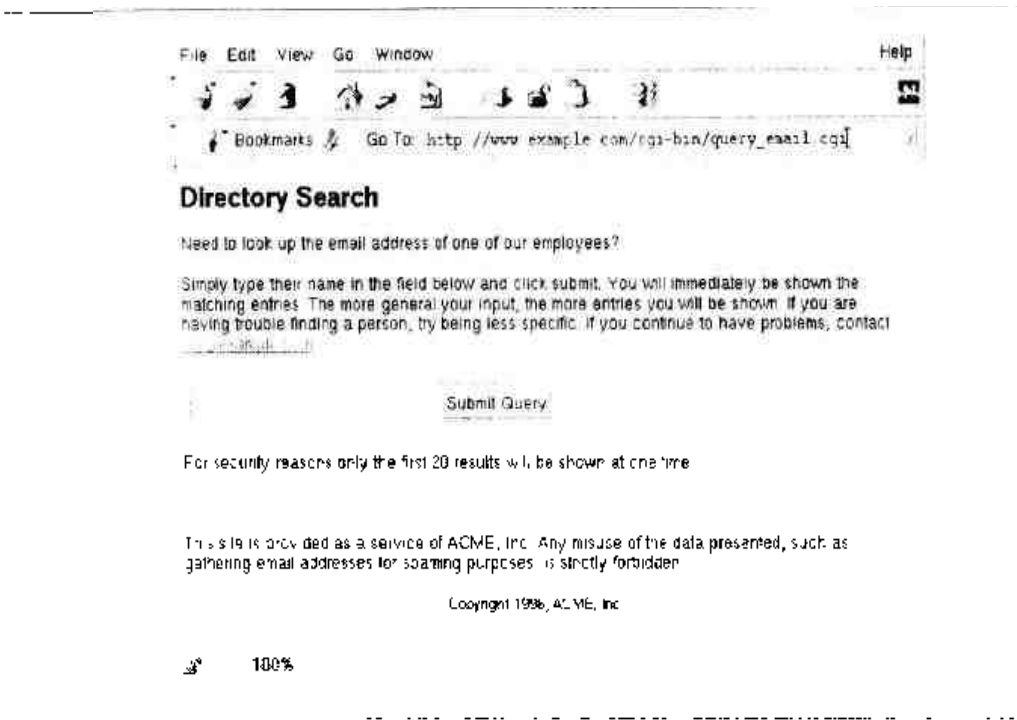 File Edit View Go Window Help
Bookmarks Go To: http://www.example.com/cgi-bin/query_email.cgi
Directory Search
Need to look up the email address of one of our employees?
Simply type their name in the field below and click submit. You will immediately be shown the
matching entries. The more general your input, the more entries you will be shown. If you are
having trouble finding a person, try being less specific. If you continue to have problems, contact
Submit Query
For security reasons only the first 20 results will be shown at one time
This site is provided as a service of ACME, Inc. Any misuse of the data presented, such as
gathering email addresses for spaming purposes, is strictly forbidden
Copyright 1996, ACME, Inc
100%